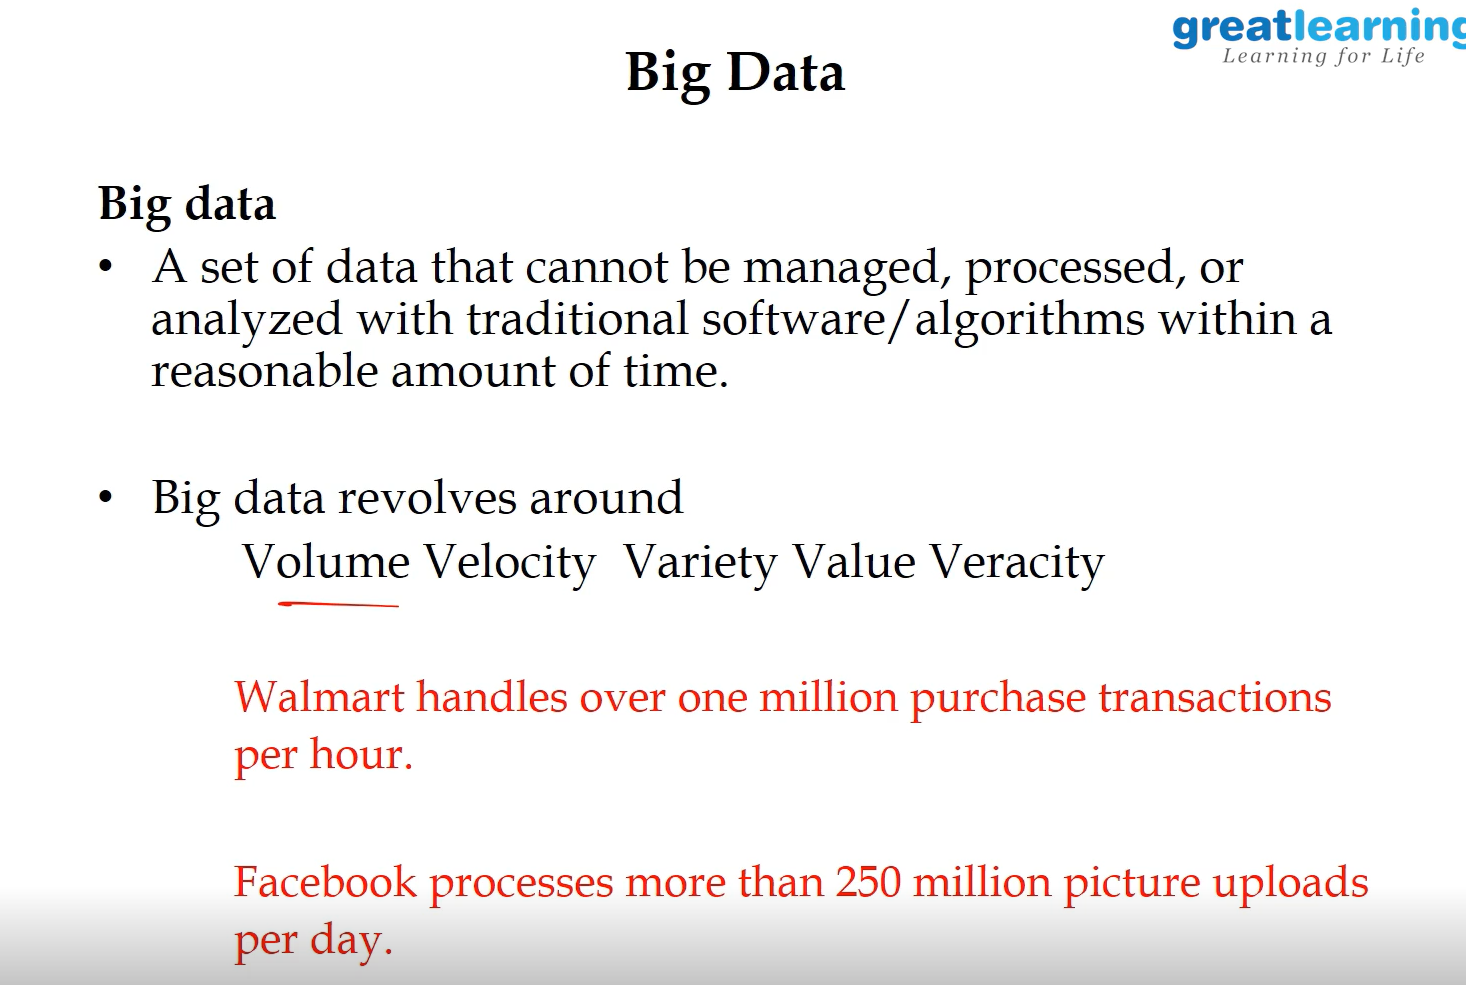 greatlearning
Learning for Life
Big Data
Big data
• A set of data that cannot be managed, processed, or
analyzed with traditional software/algorithms within a
reasonable amount of time.
• Big data revolves around
Volume Velocity Variety Value Veracity
Walmart handles over one million purchase transactions
per hour.
Facebook processes more than 250 million picture uploads
per day.